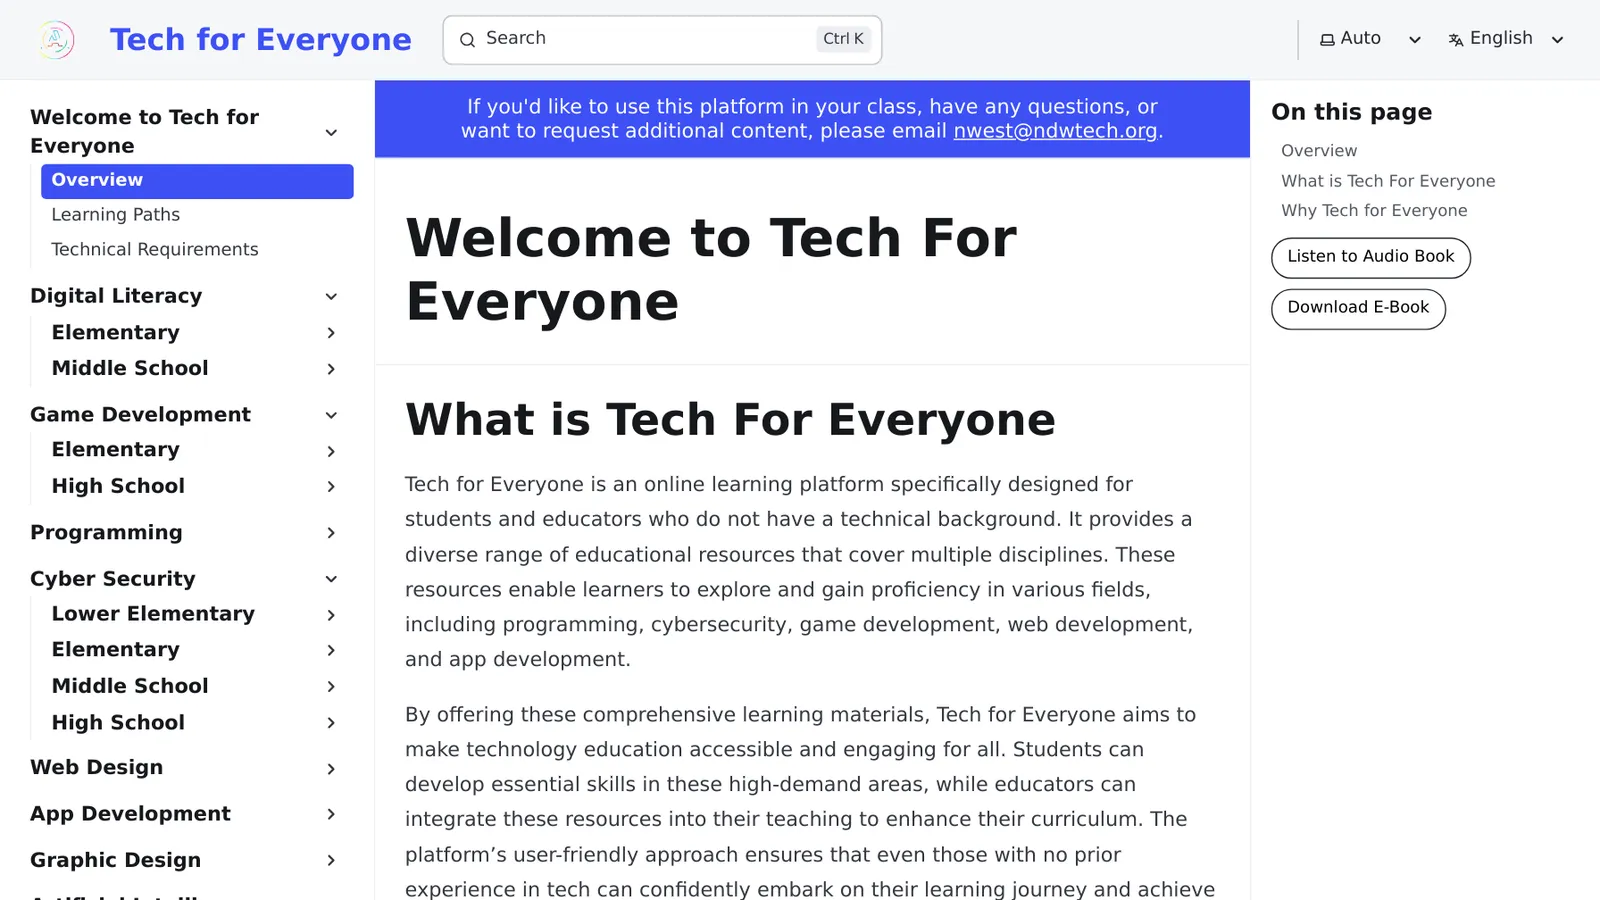 Tech for Everyone
Search
Ctrl K
Auto
English
Welcome to Tech for
Everyone
Overview
Learning Paths
Technical Requirements
Digital Literacy
Elementary
Middle School
Game Development
Elementary
High School
Programming
Cyber Security
Lower Elementary
Elementary
Middle School
High School
Web Design
App Development
Graphic Design
If you'd like to use this platform in your class, have any questions, or
want to request additional content, please email nwest@ndwtech.org.
Welcome to Tech For
Everyone
What is Tech For Everyone
Tech for Everyone is an online learning platform specifically designed for
students and educators who do not have a technical background. It provides a
diverse range of educational resources that cover multiple disciplines. These
resources enable learners to explore and gain proficiency in various fields,
including programming, cybersecurity, game development, web development,
and app development.
By offering these comprehensive learning materials, Tech for Everyone aims to
make technology education accessible and engaging for all. Students can
develop essential skills in these high-demand areas, while educators can
integrate these resources into their teaching to enhance their curriculum. The
platform’s user-friendly approach ensures that even those with no prior
experience in tech can confidently embark on their learning journey and achieve
On this page
Overview
What is Tech For Everyone
Why Tech for Everyone
Listen to Audio Book
Download E-Book